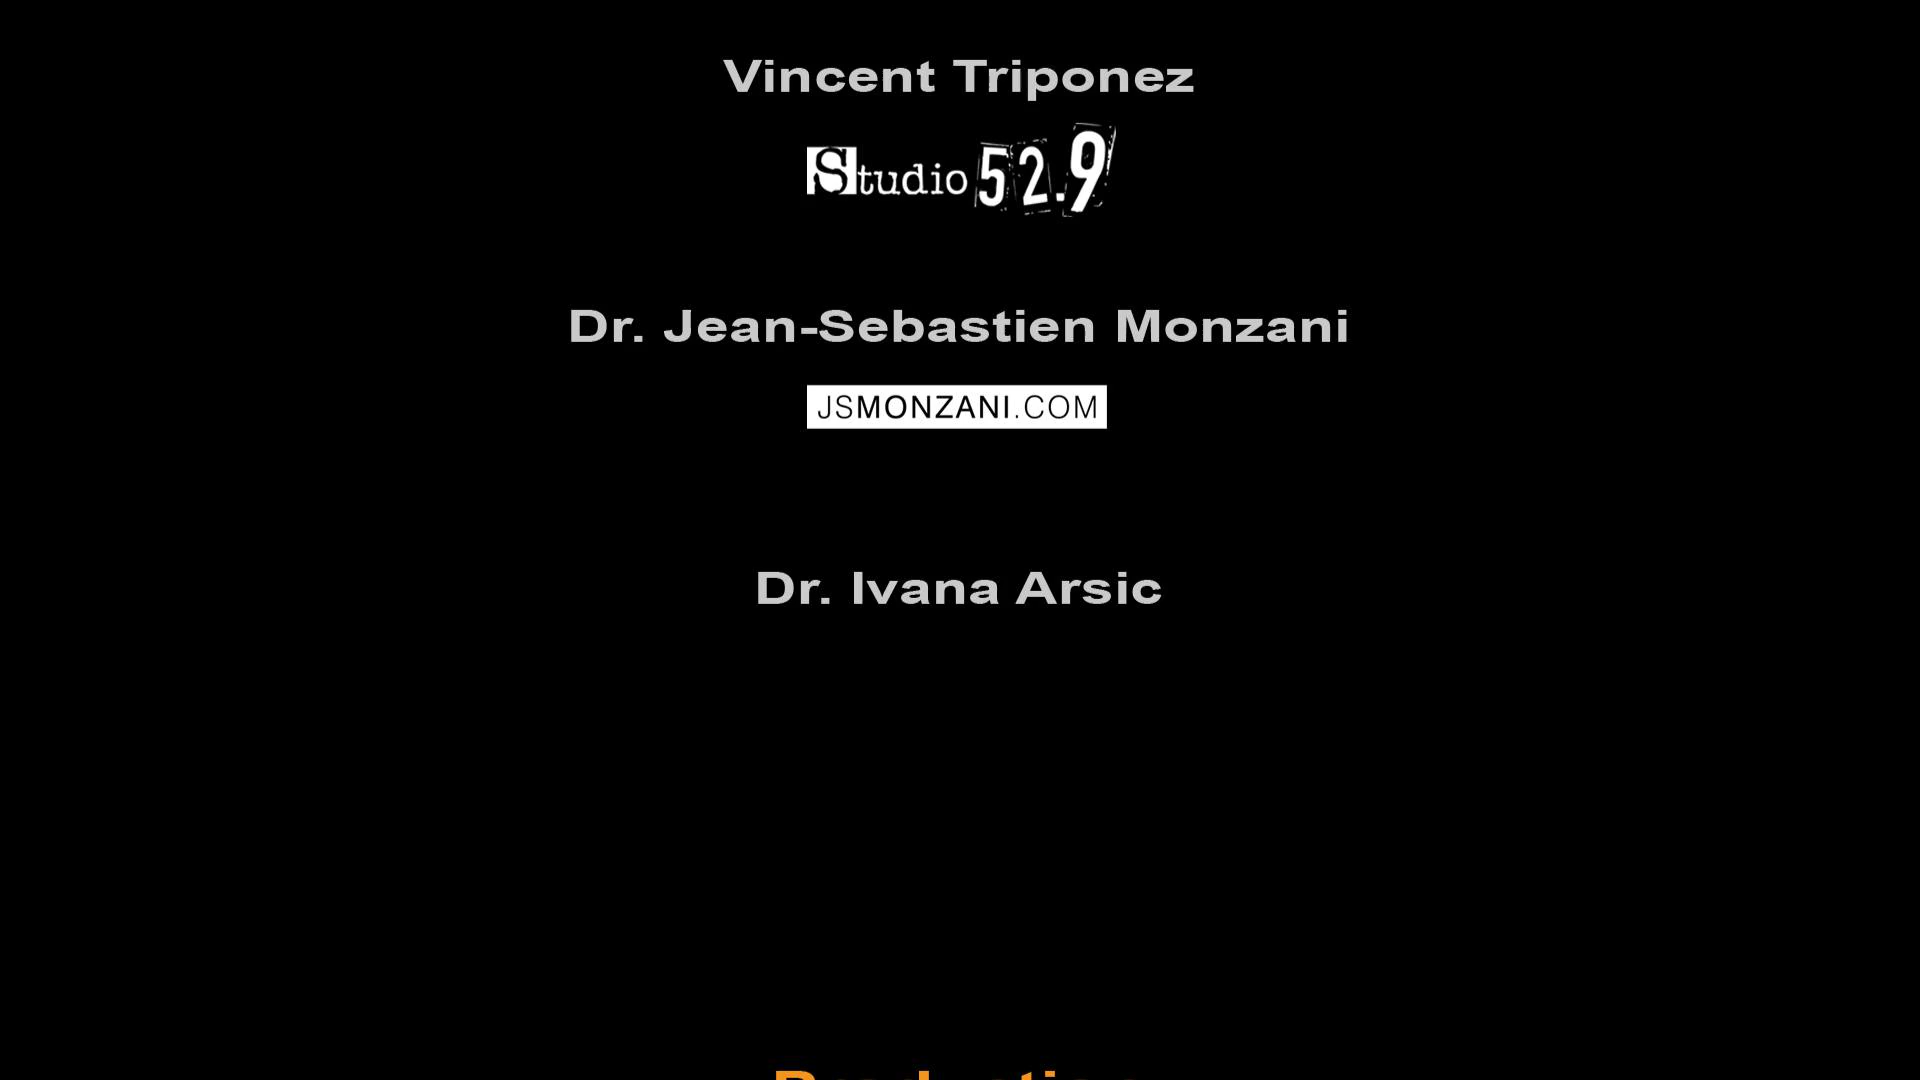 Vincent Triponez
Studio 52.9
Dr. Jean-Sebastien Monzani
JSMONZANI.COM
Dr. Ivana Arsic